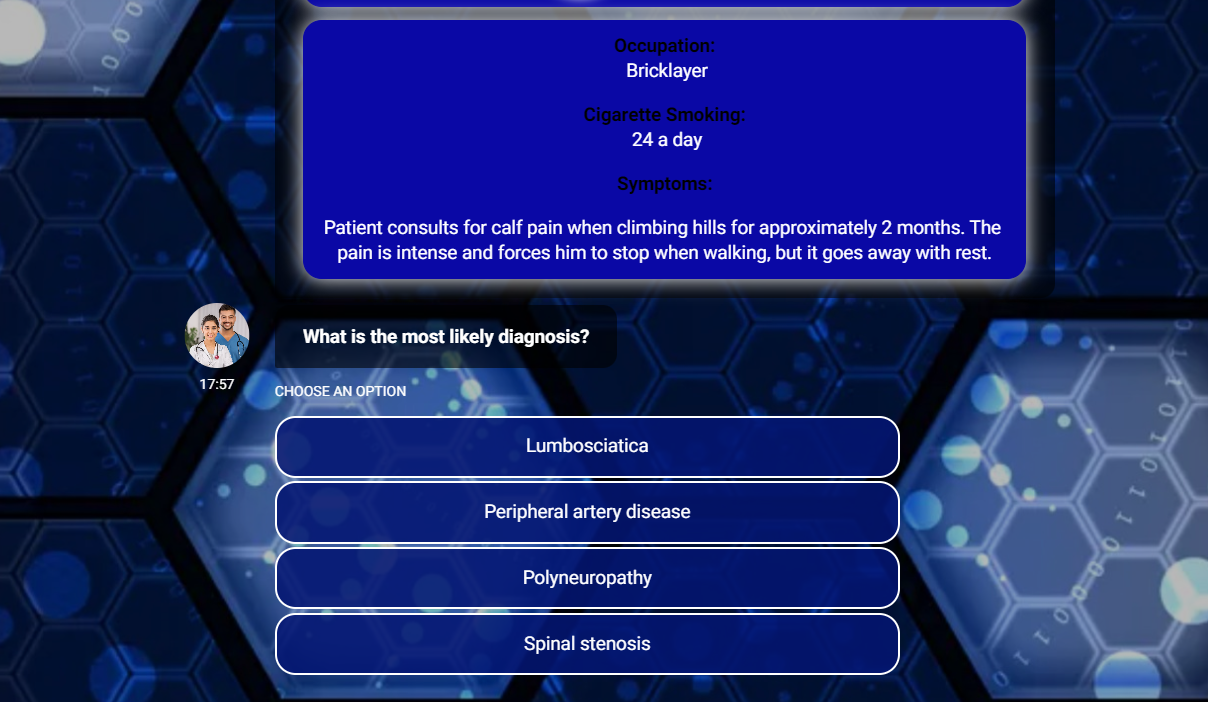 Occupation:
Bricklayer
Cigarette Smoking:
24 a day
Symptoms:
Patient consults for calf pain when climbing hills for approximately 2 months. The
pain is intense and forces him to stop when walking, but it goes away with rest.
What is the most likely diagnosis?
17:57
CHOOSE AN OPTION
Lumbosciatica
Peripheral artery disease
Polyneuropathy
Spinal stenosis